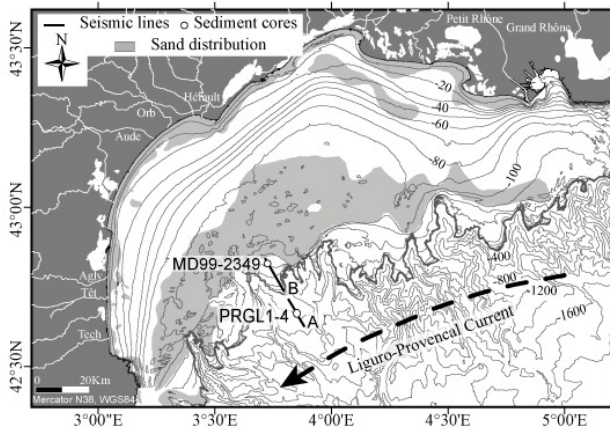 Seismic lines Sediment cores
Sand distribution
N
Petit Rhône
Grand Rhône
43°30'N
43°00'N
42°30'N
Hérault
Orb
Aude
Agly
Têt
Tech
-20
-40
-60
-80
-100
-400
-800
-1200
-1600
MD99-2349
B
PRGL1-4
A
Liguro-Provencal Current
0 20Km
Mercator N38, WGS84
3°00'E
3°30'E
4°00'E
4°30'E
5°00'E